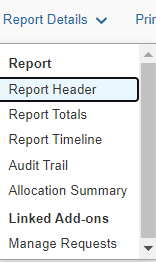 Report Details Prin
Report
Report Header
Report Totals
Report Timeline
Audit Trail
Allocation Summary
Linked Add-ons
Manage Requests